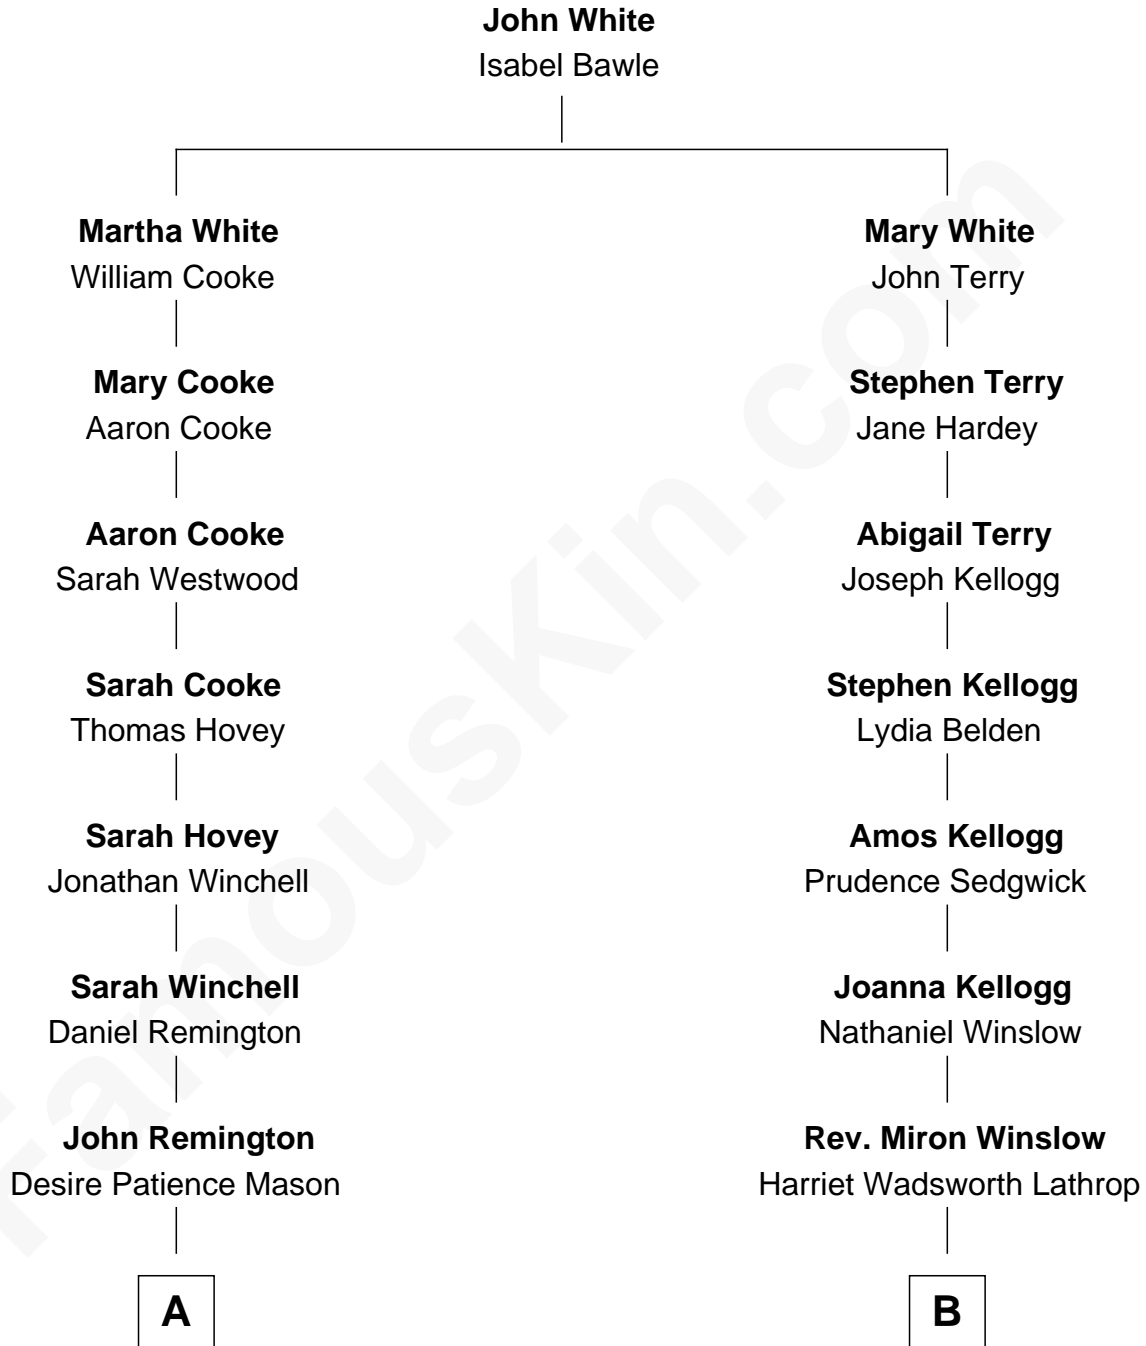 John White
Isabel Bawle
Martha White
William Cooke
Mary Cooke
Aaron Cooke
Aaron Cooke
Sarah Westwood
Sarah Cooke
Thomas Hovey
Sarah Hovey
Jonathan Winchell
Sarah Winchell
Daniel Remington
John Remington
Desire Patience Mason
A
Mary White
John Terry
Stephen Terry
Jane Hardey
Abigail Terry
Joseph Kellogg
Stephen Kellogg
Lydia Belden
Amos Kellogg
Prudence Sedgwick
Joanna Kellogg
Nathaniel Winslow
Rev. Miron Winslow
Harriet Wadsworth Lathrop
B
FamousKin.com